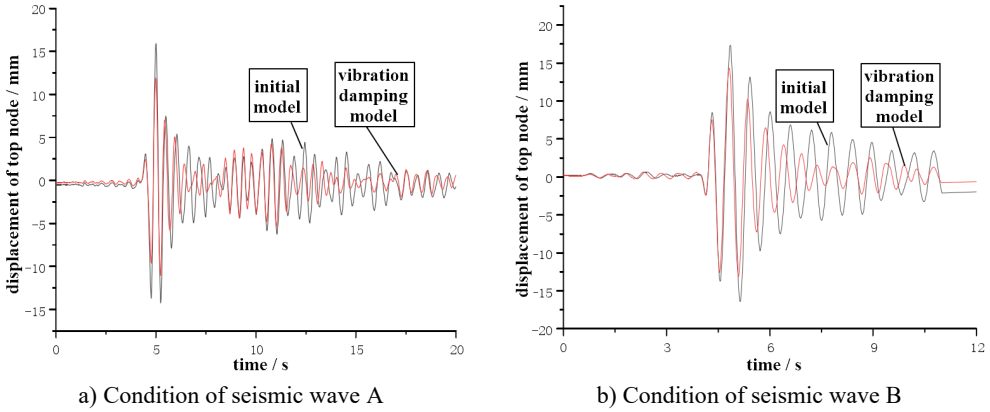 displacement of top node / mm
20
15
10
5
0
-5
-10
-15
initial
model
vibration
damping
model
0
5
10
15
20
time / s
a) Condition of seismic wave A
displacement of top node / mm
20
15
10
5
0
-5
-10
-15
-20
initial
model
vibration
damping
model
0
3
6
9
12
time / s
b) Condition of seismic wave B